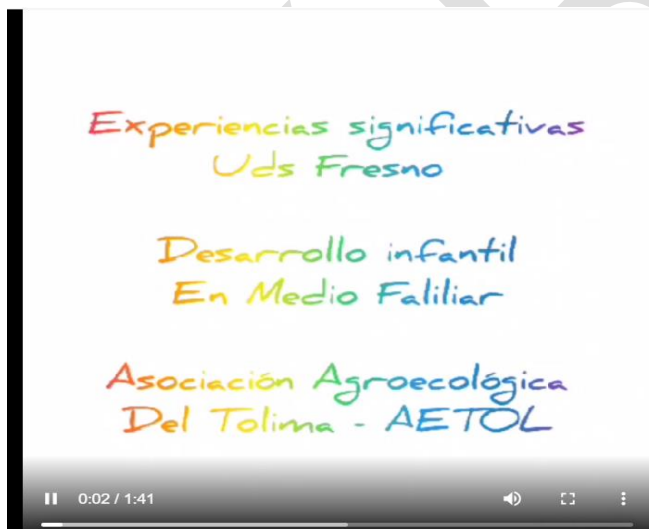 Experiencias significativas
Uds Fresno
Desarrollo infantil
En Medio Faliliar
Asociación Agroecológica
Del Tolima - AETOL
0:02 / 1:41